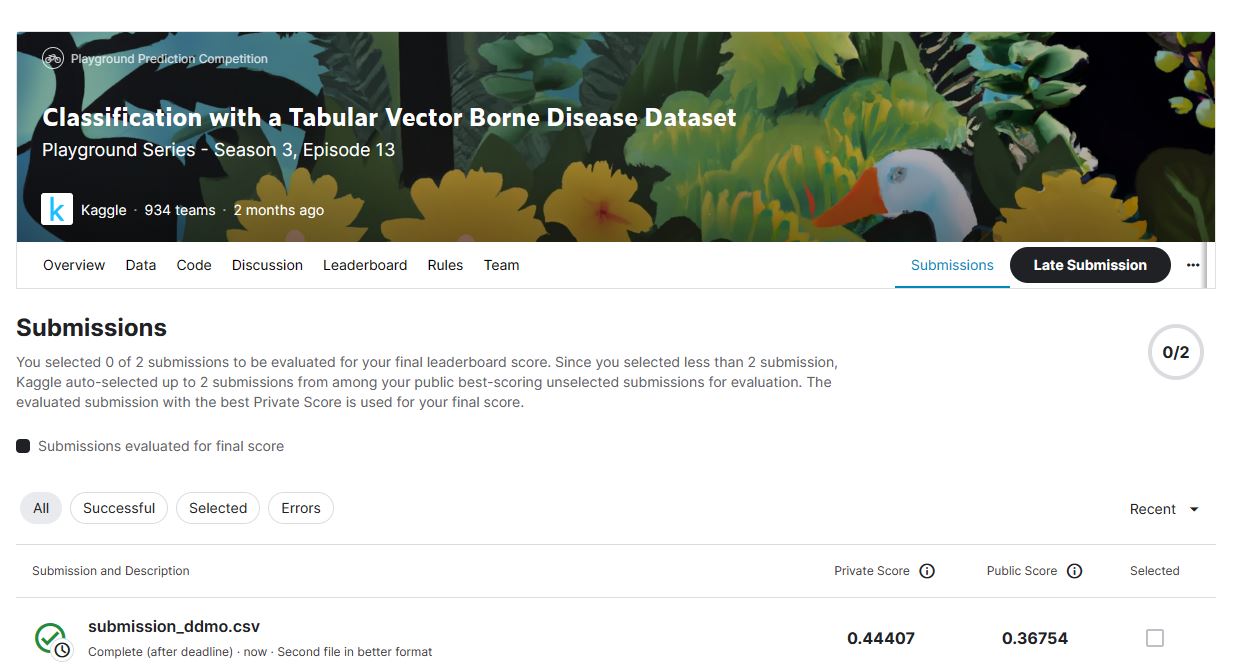 Playground Prediction Competition
Classification with a Tabular Vector Borne Disease Dataset
Playground Series - Season 3, Episode 13
k Kaggle · 934 teams · 2 months ago
Overview Data Code Discussion Leaderboard Rules Team Submissions Late Submission ...
Submissions
0/2
You selected 0 of 2 submissions to be evaluated for your final leaderboard score. Since you selected less than 2 submission,
Kaggle auto-selected up to 2 submissions from among your public best-scoring unselected submissions for evaluation. The
evaluated submission with the best Private Score is used for your final score.
Submissions evaluated for final score
All Successful Selected Errors Recent
Submission and Description Private Score Public Score Selected
submission_ddmo.csv 0.44407 0.36754
Complete (after deadline) · now · Second file in better format